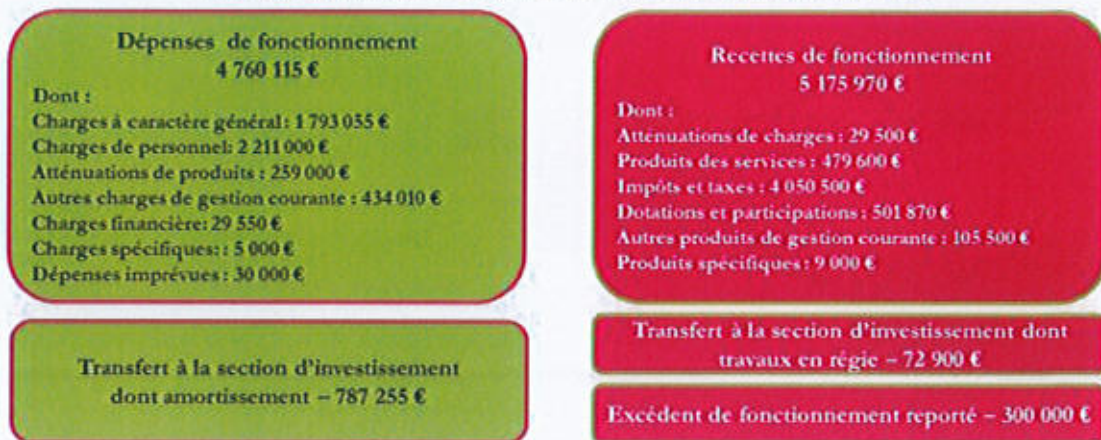 Dépenses de fonctionnement
4 760 115 €
Dont :
Charges à caractère général : 1 793 055 €
Charges de personnel: 2 211 000 €
Atténuations de produits : 259 000 €
Autres charges de gestion courante : 434 010 €
Charges financière: 29 550 €
Charges spécifiques: : 5 000 €
Dépenses imprévues : 30 000 €
Transfert à la section d'investissement
dont amortissement – 787 255 €
Recettes de fonctionnement
5 175 970 €
Dont :
Atténuations de charges : 29 500 €
Produits des services : 479 600 €
Impôts et taxes : 4 050 500 €
Dotations et participations : 501 870 €
Autres produits de gestion courante : 105 500 €
Produits spécifiques : 9 000 €
Transfert à la section d'investissement dont
travaux en régie – 72 900 €
Excédent de fonctionnement reporté – 300 000 €